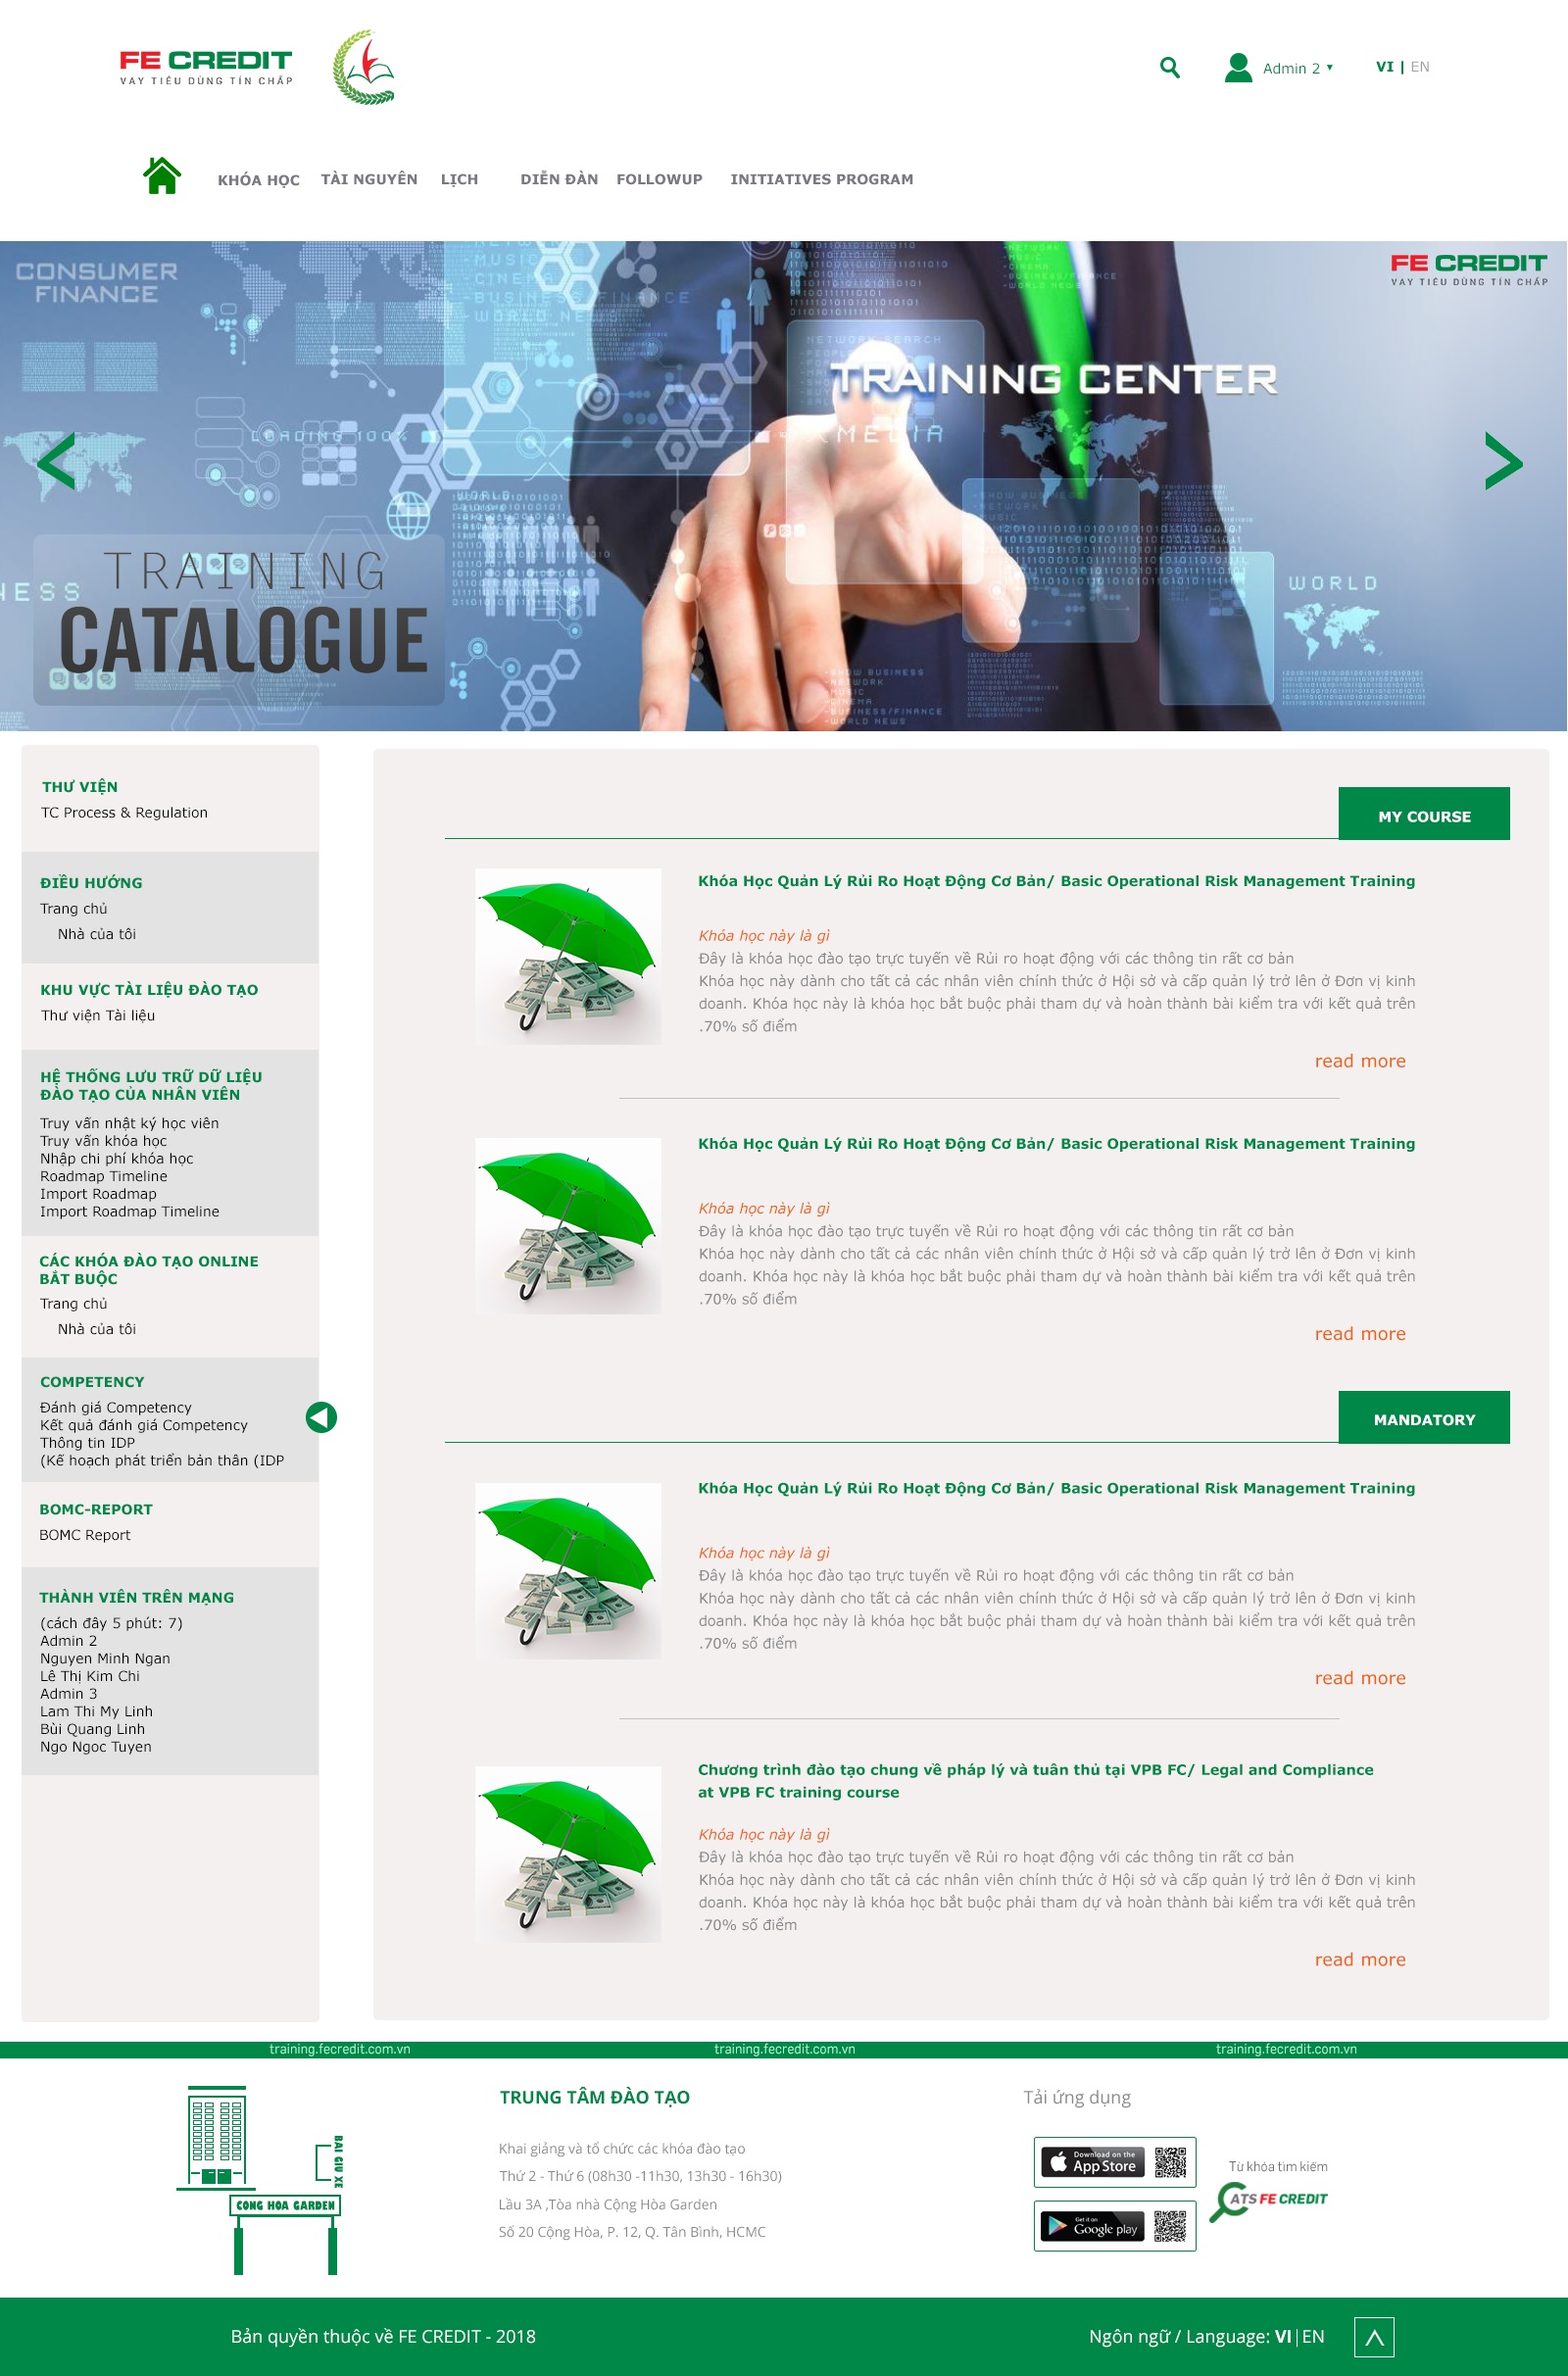 FE CREDIT
VAY TIÊU DÙNG TÍN CHẤP
Admin 2
VI | EN
KHÓA HỌC
TÀI NGUYÊN
LỊCH
DIỄN ĐÀN
FOLLOWUP
INITIATIVES PROGRAM
CONSUMER
FINANCE
FE CREDIT
VAY TIÊU DÙNG TÍN CHẤP
TRAINING CENTER
-MUSIC
-CINEMA
-BUSINESS/FINANCE
-WORLD NEWS
NETWORK SEARCH
MEDIA
LOADING 100%
WORLD
WORLD
TRAINING
CATALOGUE
-SHOW BUSINESS
-NETWORK
-MUSIC
-CINEMA
-BUSINESS/FINANCE
-WORLD NEWS
THƯ VIỆN
TC Process & Regulation
ĐIỀU HƯỚNG
Trang chủ
Nhà của tôi
KHU VỰC TÀI LIỆU ĐÀO TẠO
Thư viện Tài liệu
HỆ THỐNG LƯU TRỮ DỮ LIỆU
ĐÀO TẠO CỦA NHÂN VIÊN
Truy vấn nhật ký học viên
Truy vấn khóa học
Nhập chi phí khóa học
Roadmap Timeline
Import Roadmap
Import Roadmap Timeline
CÁC KHÓA ĐÀO TẠO ONLINE
BẮT BUỘC
Trang chủ
Nhà của tôi
COMPETENCY
Đánh giá Competency
Kết quả đánh giá Competency
Thông tin IDP
(Kế hoạch phát triển bản thân (IDP
BOMC-REPORT
BOMC Report
THÀNH VIÊN TRÊN MẠNG
(cách đây 5 phút: 7)
Admin 2
Nguyen Minh Ngan
Lê Thị Kim Chi
Admin 3
Lam Thi My Linh
Bùi Quang Linh
Ngo Ngoc Tuyen
MY COURSE
Khóa Học Quản Lý Rủi Ro Hoạt Động Cơ Bản/ Basic Operational Risk Management Training
Khóa học này là gì
Đây là khóa học đào tạo trực tuyến về Rủi ro hoạt động với các thông tin rất cơ bản
Khóa học này dành cho tất cả các nhân viên chính thức ở Hội sở và cấp quản lý trở lên ở Đơn vị kinh
doanh. Khóa học này là khóa học bắt buộc phải tham dự và hoàn thành bài kiểm tra với kết quả trên
.70% số điểm
read more
Khóa Học Quản Lý Rủi Ro Hoạt Động Cơ Bản/ Basic Operational Risk Management Training
Khóa học này là gì
Đây là khóa học đào tạo trực tuyến về Rủi ro hoạt động với các thông tin rất cơ bản
Khóa học này dành cho tất cả các nhân viên chính thức ở Hội sở và cấp quản lý trở lên ở Đơn vị kinh
doanh. Khóa học này là khóa học bắt buộc phải tham dự và hoàn thành bài kiểm tra với kết quả trên
.70% số điểm
read more
MANDATORY
Khóa Học Quản Lý Rủi Ro Hoạt Động Cơ Bản/ Basic Operational Risk Management Training
Khóa học này là gì
Đây là khóa học đào tạo trực tuyến về Rủi ro hoạt động với các thông tin rất cơ bản
Khóa học này dành cho tất cả các nhân viên chính thức ở Hội sở và cấp quản lý trở lên ở Đơn vị kinh
doanh. Khóa học này là khóa học bắt buộc phải tham dự và hoàn thành bài kiểm tra với kết quả trên
.70% số điểm
read more
Chương trình đào tạo chung về pháp lý và tuân thủ tại VPB FC/ Legal and Compliance
at VPB FC training course
Khóa học này là gì
Đây là khóa học đào tạo trực tuyến về Rủi ro hoạt động với các thông tin rất cơ bản
Khóa học này dành cho tất cả các nhân viên chính thức ở Hội sở và cấp quản lý trở lên ở Đơn vị kinh
doanh. Khóa học này là khóa học bắt buộc phải tham dự và hoàn thành bài kiểm tra với kết quả trên
.70% số điểm
read more
training.fecredit.com.vn
training.fecredit.com.vn
training.fecredit.com.vn
BAI GIU XE
CONG HOA GARDEN
TRUNG TÂM ĐÀO TẠO
Khai giảng và tổ chức các khóa đào tạo
Thứ 2 - Thứ 6 (08h30 -11h30, 13h30 - 16h30)
Lầu 3A ,Tòa nhà Cộng Hòa Garden
Số 20 Cộng Hòa, P. 12, Q. Tân Bình, HCMC
Tải ứng dụng
Download on the
App Store
Get it on
Google play
Từ khóa tìm kiếm
CATS FE CREDIT
Bản quyền thuộc về FE CREDIT - 2018
Ngôn ngữ / Language: VI|EN